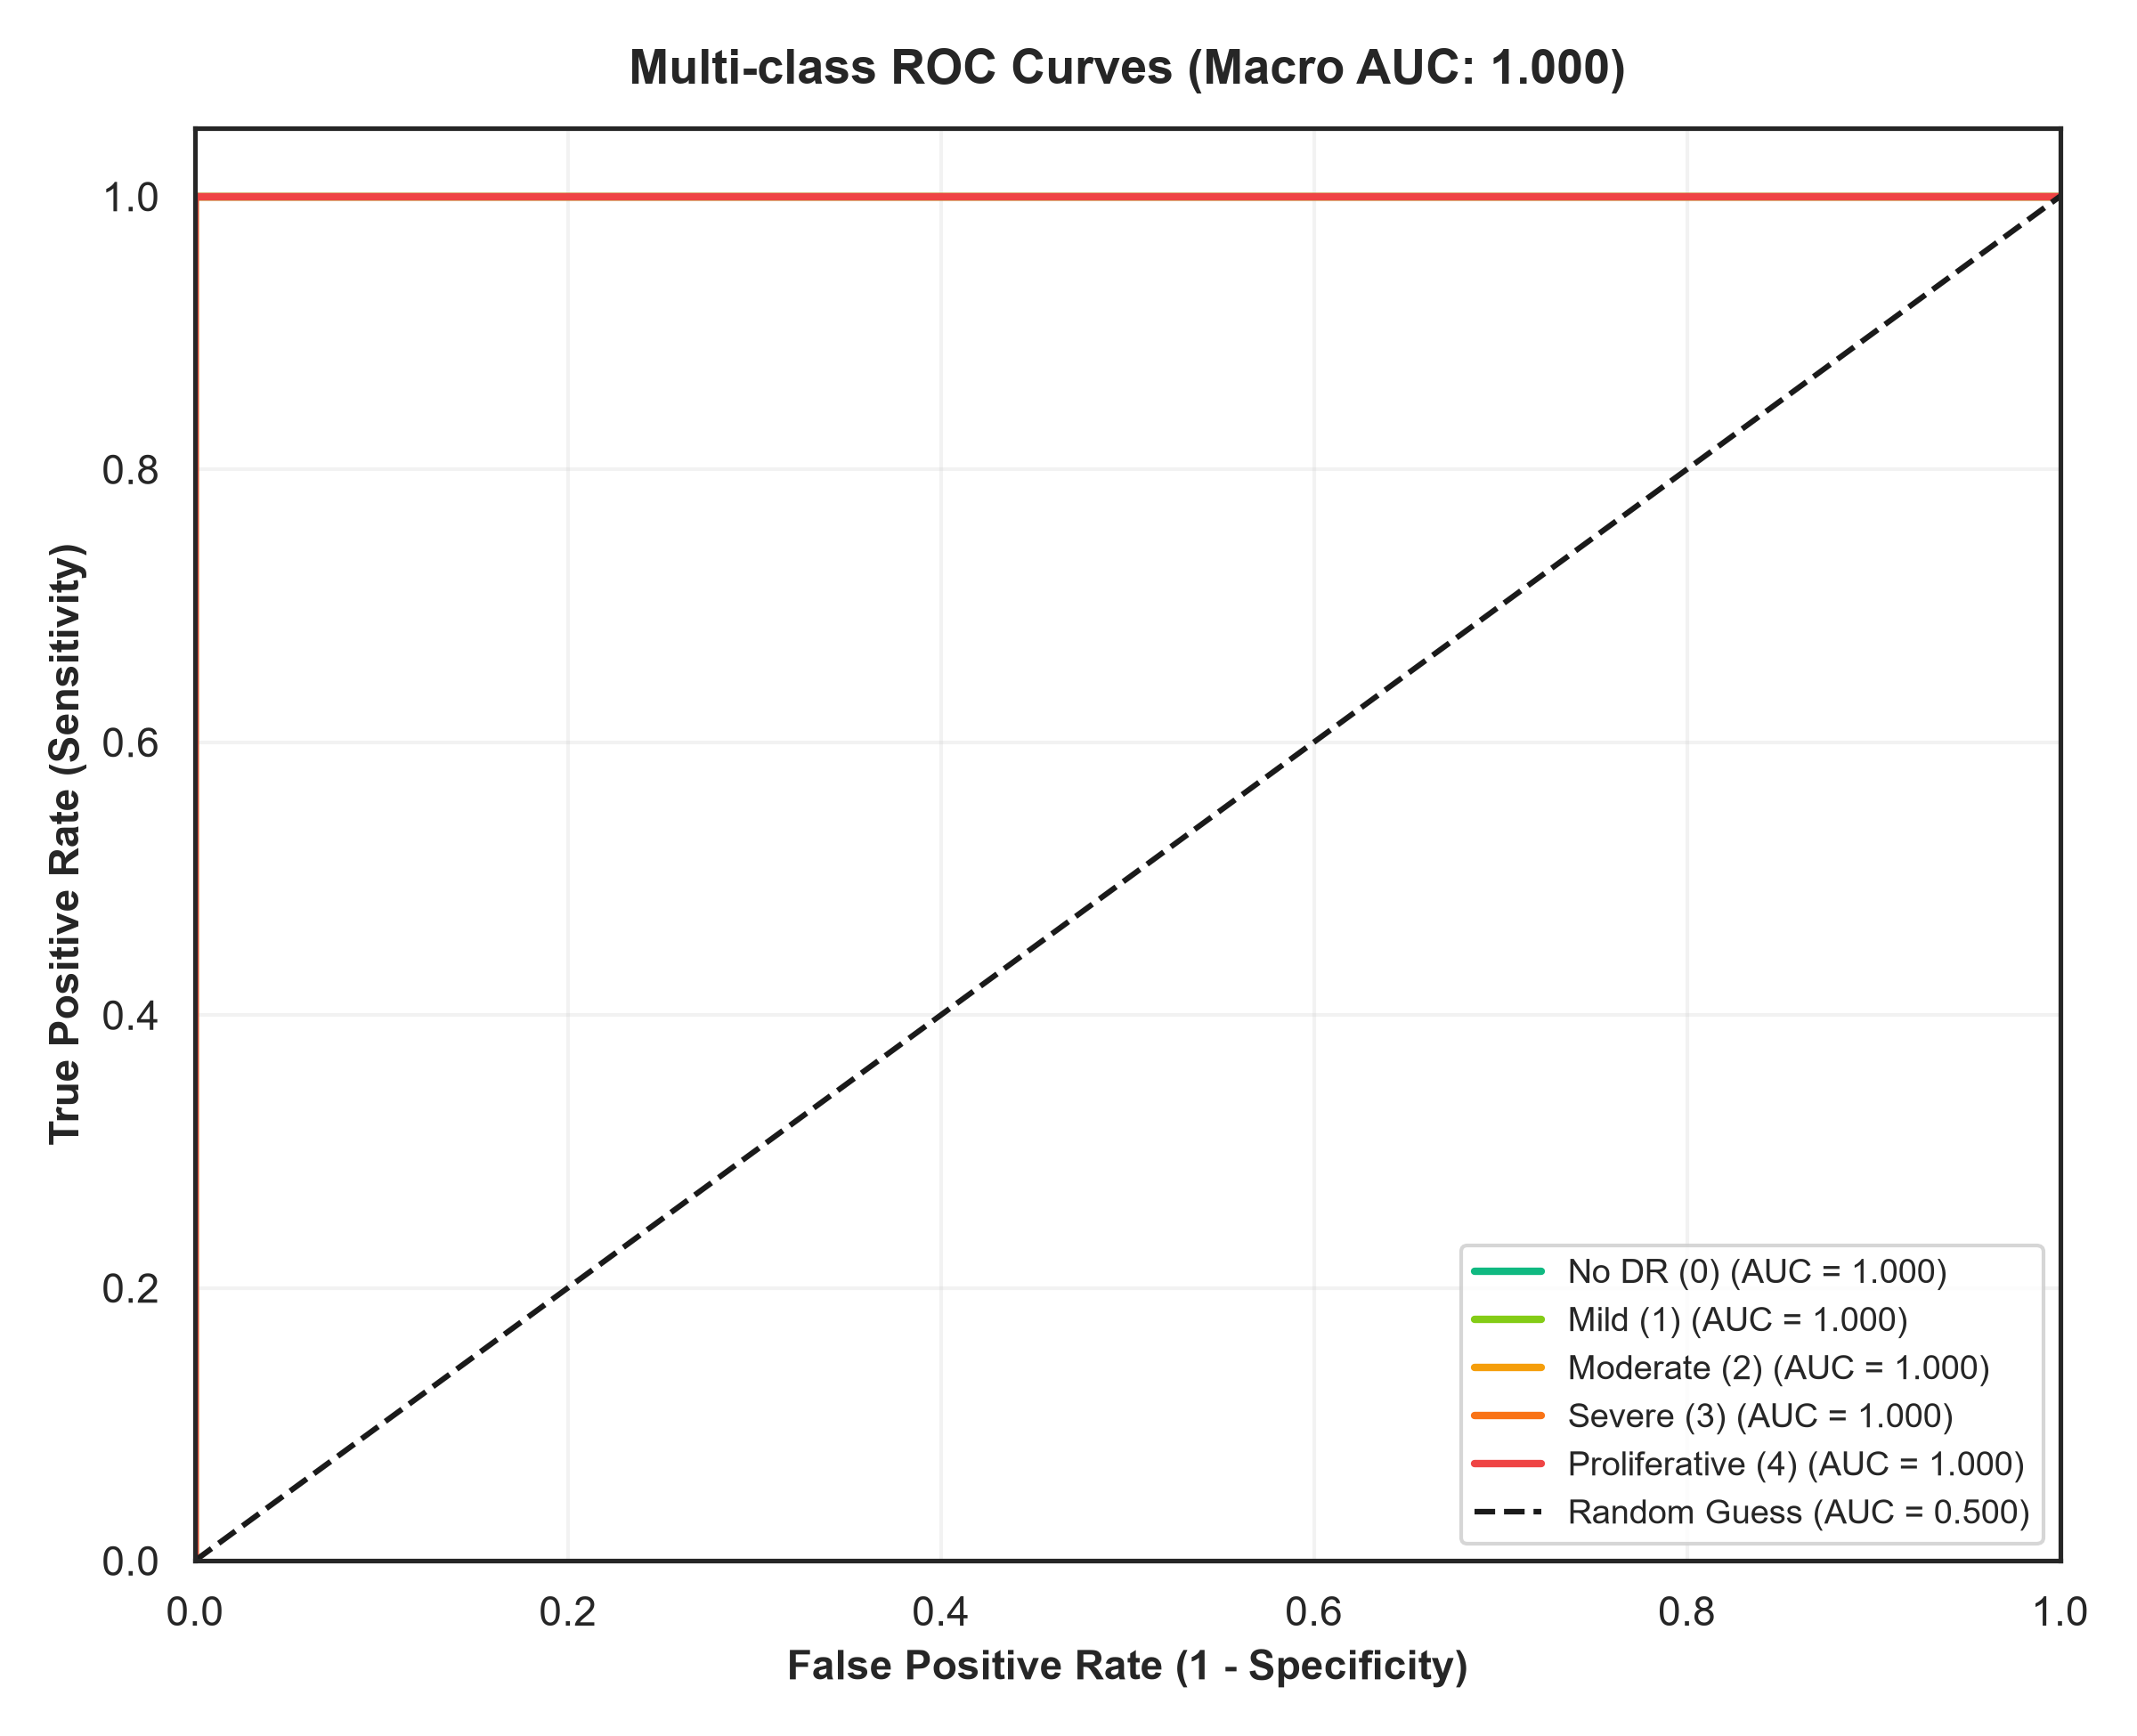 Multi-class ROC Curves (Macro AUC: 1.000)
True Positive Rate (Sensitivity)
1.0
0.8
0.6
0.4
0.2
0.0
No DR (0) (AUC = 1.000)
Mild (1) (AUC = 1.000)
Moderate (2) (AUC = 1.000)
Severe (3) (AUC = 1.000)
Proliferative (4) (AUC = 1.000)
Random Guess (AUC = 0.500)
0.0 0.2 0.4 0.6 0.8 1.0
False Positive Rate (1 - Specificity)